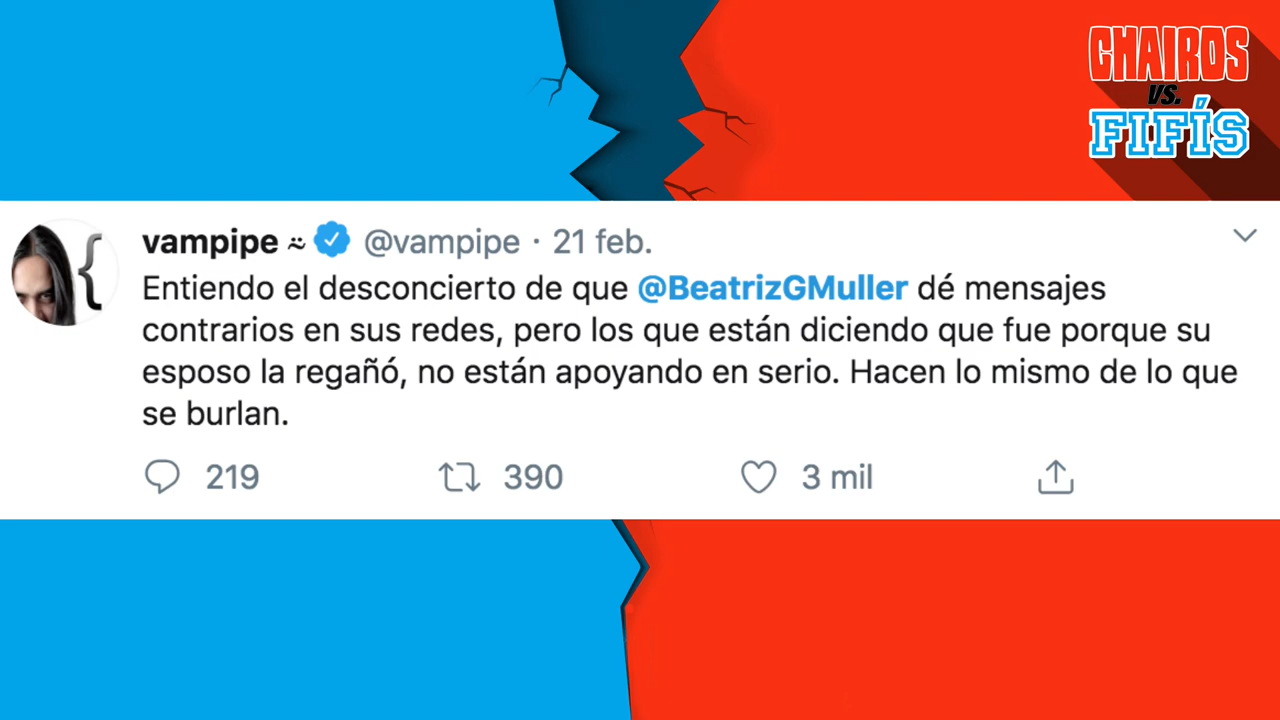 CHAIROS
VS.
FIFÍS
vampipe @vampipe · 21 feb.
Entiendo el desconcierto de que @BeatrizGMuller dé mensajes
contrarios en sus redes, pero los que están diciendo que fue porque su
esposo la regañó, no están apoyando en serio. Hacen lo mismo de lo que
se burlan.
219 390 3 mil